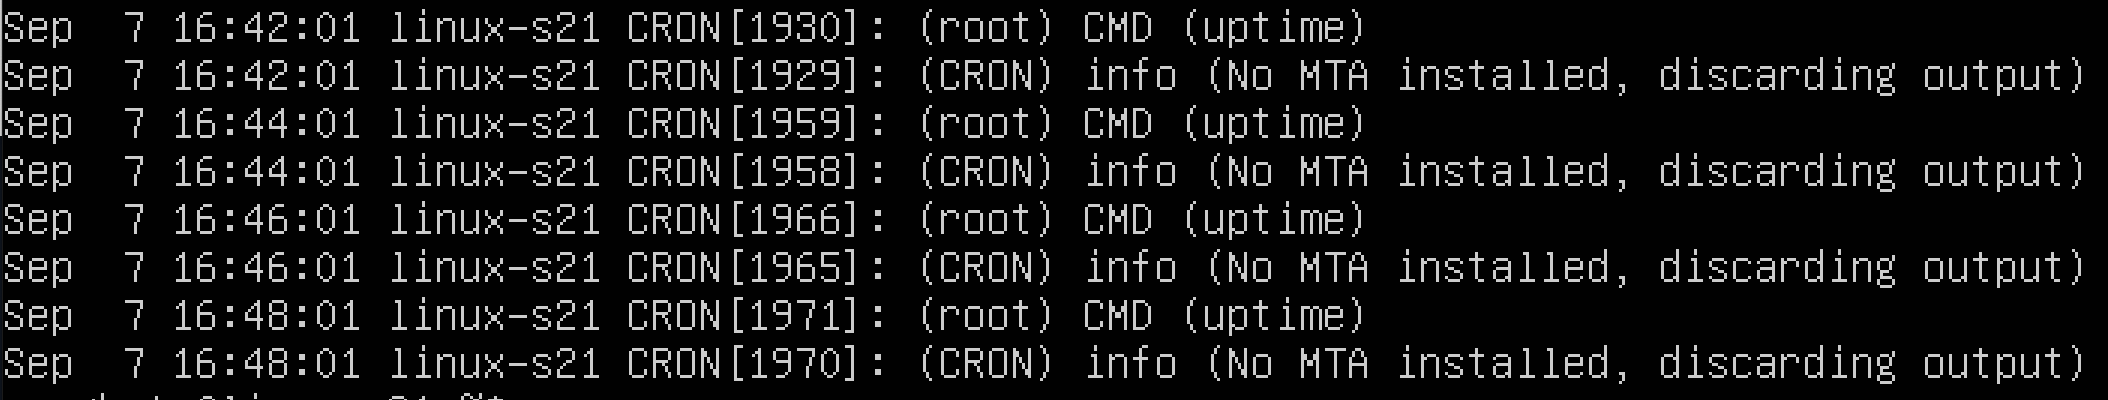 Sep  7 16:42:01 linux-s21 CRON[1930]: (root) CMD (uptime)
Sep  7 16:42:01 linux-s21 CRON[1929]: (CRON) info (No MTA installed, discarding output)
Sep  7 16:44:01 linux-s21 CRON[1959]: (root) CMD (uptime)
Sep  7 16:44:01 linux-s21 CRON[1958]: (CRON) info (No MTA installed, discarding output)
Sep  7 16:46:01 linux-s21 CRON[1966]: (root) CMD (uptime)
Sep  7 16:46:01 linux-s21 CRON[1965]: (CRON) info (No MTA installed, discarding output)
Sep  7 16:48:01 linux-s21 CRON[1971]: (root) CMD (uptime)
Sep  7 16:48:01 linux-s21 CRON[1970]: (CRON) info (No MTA installed, discarding output)